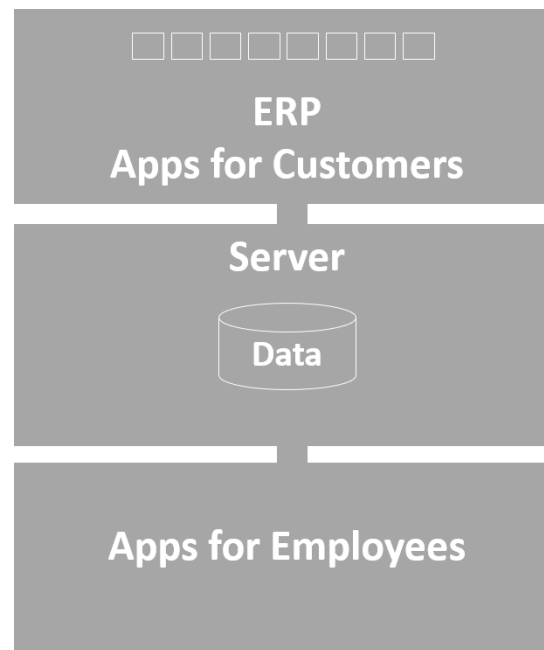 ERP
Apps for Customers
Server
Data
Apps for Employees